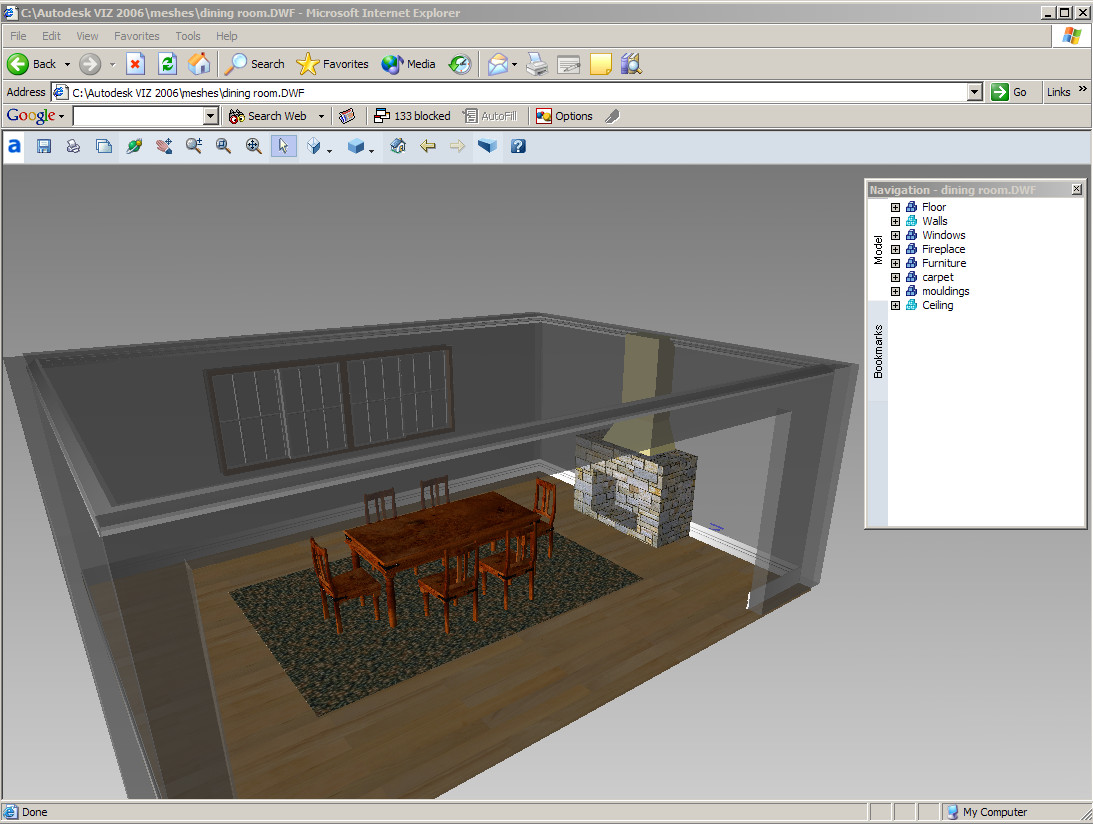 C:\Autodesk VIZ 2006\meshes\dining room.DWF - Microsoft Internet Explorer
File Edit View Favorites Tools Help
Back Search Favorites Media
Address C:\Autodesk VIZ 2006\meshes\dining room.DWF Go Links »
Google Search Web 133 blocked AutoFill Options
a
Navigation - dining room.DWF
Model
Bookmarks
Floor
Walls
Windows
Fireplace
Furniture
carpet
mouldings
Ceiling
Done My Computer